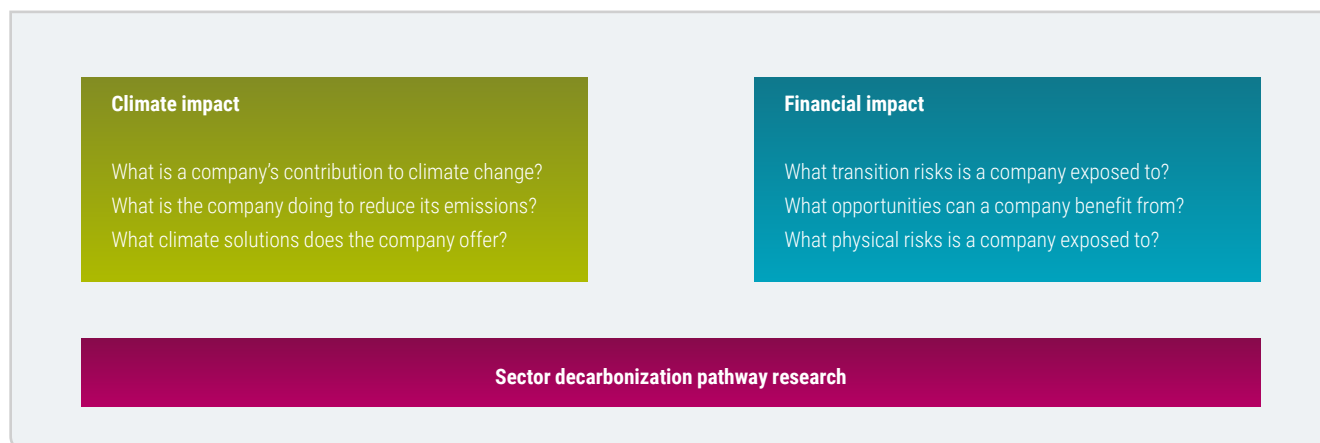 Climate impact
What is a company's contribution to climate change?
What is the company doing to reduce its emissions?
What climate solutions does the company offer?
Financial impact
What transition risks is a company exposed to?
What opportunities can a company benefit from?
What physical risks is a company exposed to?
Sector decarbonization pathway research